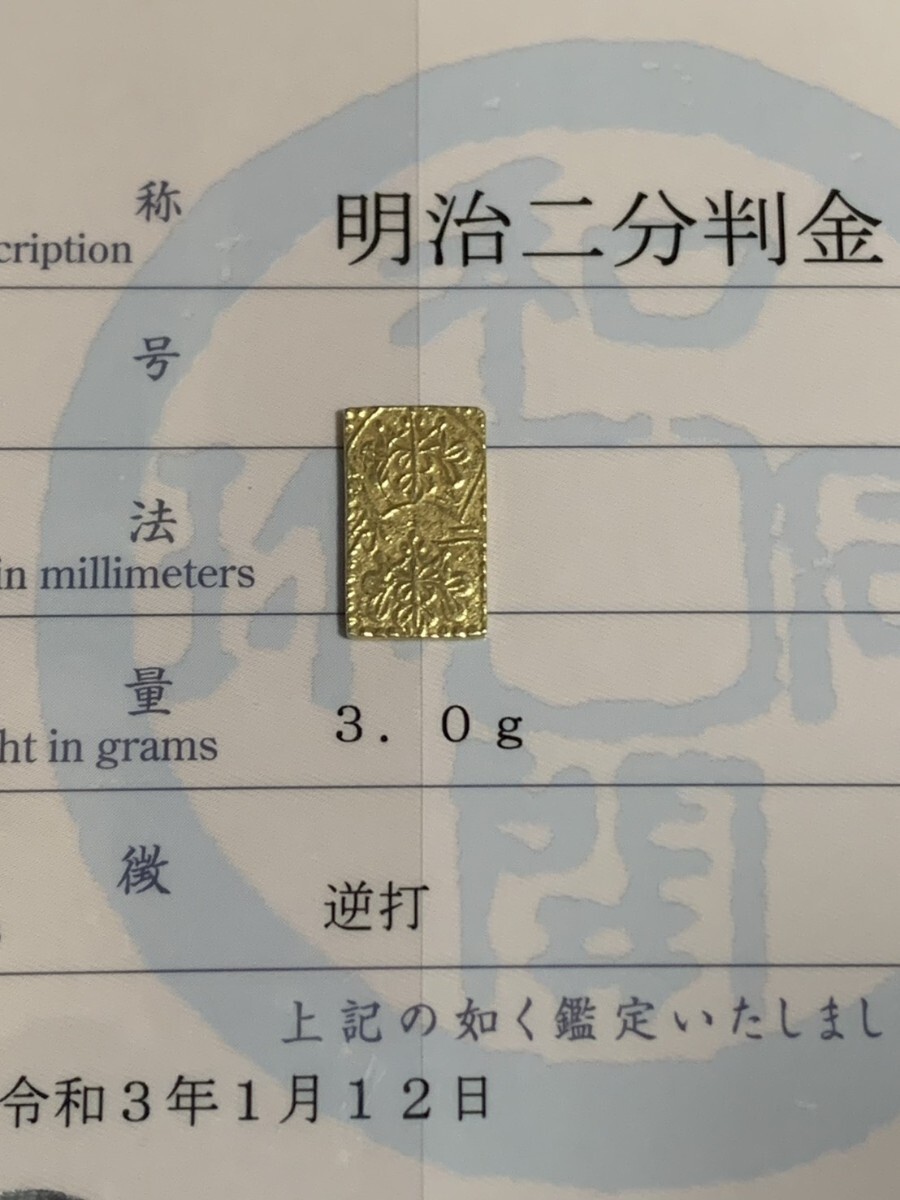 称 明治二分判金
cription
号
法
in millimeters
量
ht in grams 3．0g
徴 逆打
上記の如く鑑定いたしまし
令和3年1月12日